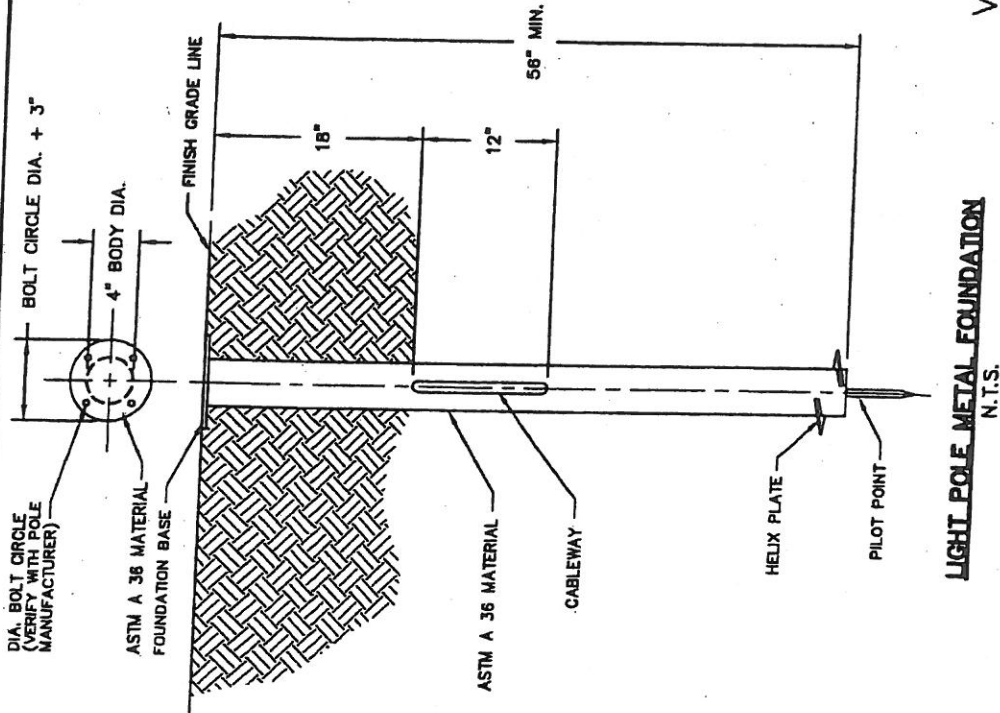 DIA. BOLT CIRCLE
(VERIFY WITH POLE
MANUFACTURER)
BOLT CIRCLE DIA. + 3"
4" BODY DIA.
ASTM A 36 MATERIAL
FOUNDATION BASE
FINISH GRADE LINE
18"
12"
56" MIN.
ASTM A 36 MATERIAL
CABLEWAY
HELIX PLATE
PILOT POINT
LIGHT POLE METAL FOUNDATION
N.T.S.